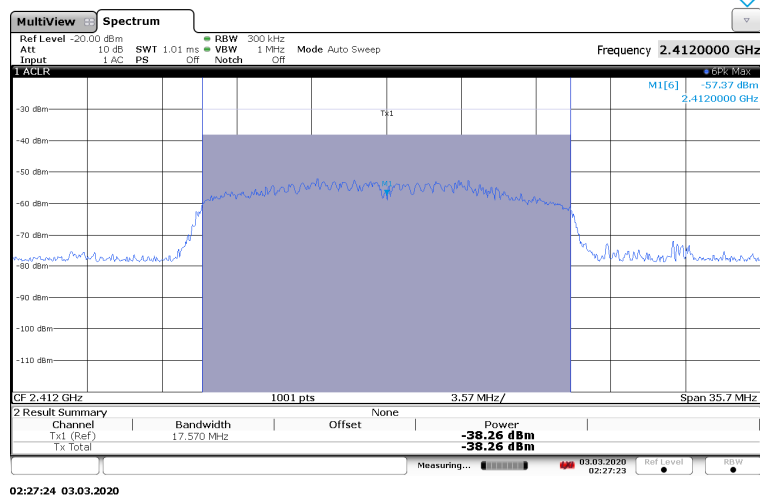 MultiView Spectrum
Ref Level -20.00 dBm RBW 300 kHz
Att 10 dB SWT 1.01 ms VBW 1 MHz Mode Auto Sweep Frequency 2.4120000 GHz
Input 1 AC PS Off Notch Off
1 ACLR 6Pk Max
M1[6] -57.37 dBm
2.4120000 GHz
Tx1
-30 dBm
-40 dBm
-50 dBm
M1
-60 dBm
-70 dBm
-80 dBm
-90 dBm
-100 dBm
-110 dBm
CF 2.412 GHz 1001 pts 3.57 MHz/ Span 35.7 MHz
2 Result Summary None
Channel Bandwidth Offset Power
Tx1 (Ref) 17.570 MHz -38.26 dBm
Tx Total -38.26 dBm
Measuring... 03.03.2020 Ref Level RBW
02:27:23
02:27:24 03.03.2020